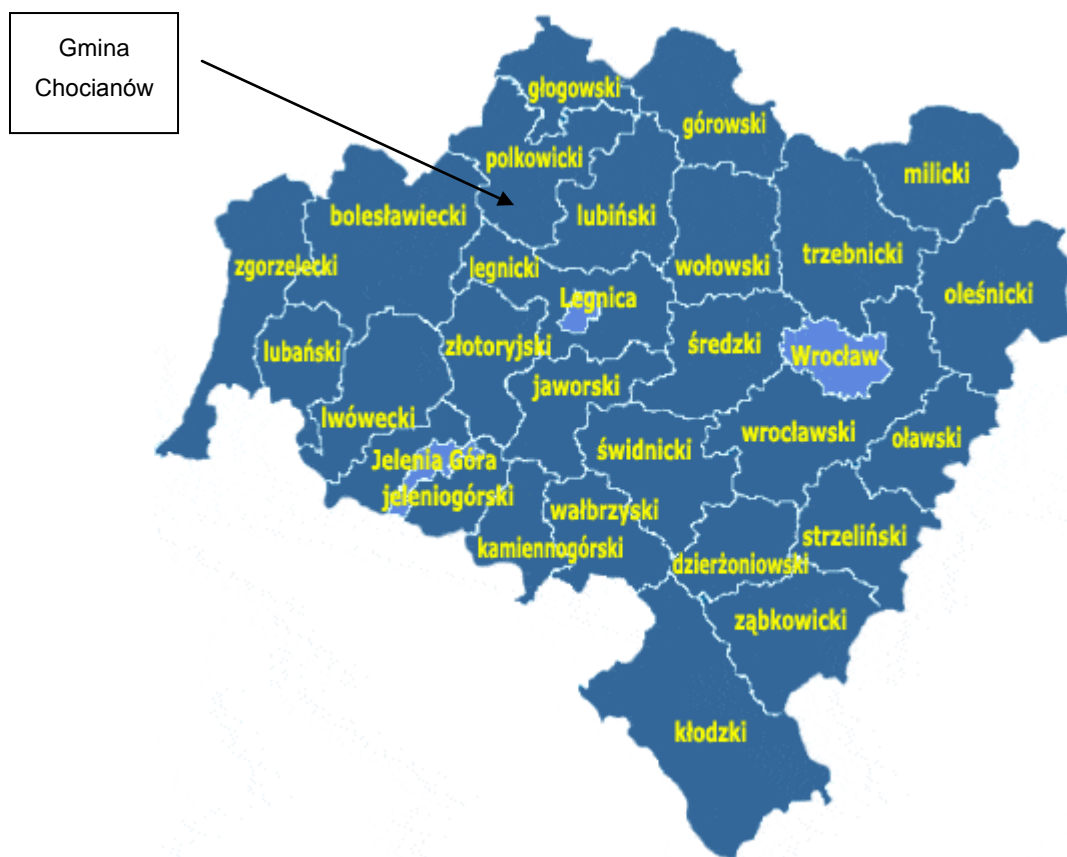 Gmina
Chocianów
głogowski
górowski
polkowicki
milicki
bolesławiecki
lubiński
zgorzelecki
legnicki
wołowski
trzebnicki
oleśnicki
Legnica
lubański
złotoryjski
średzki
Wrocław
jaworski
lwówecki
wrocławski
oławski
świdnicki
Jelenia Góra
jeleniogórski
wałbrzyski
strzeliński
kamiennogórski
dzierżoniowski
ząbkowicki
kłodzki